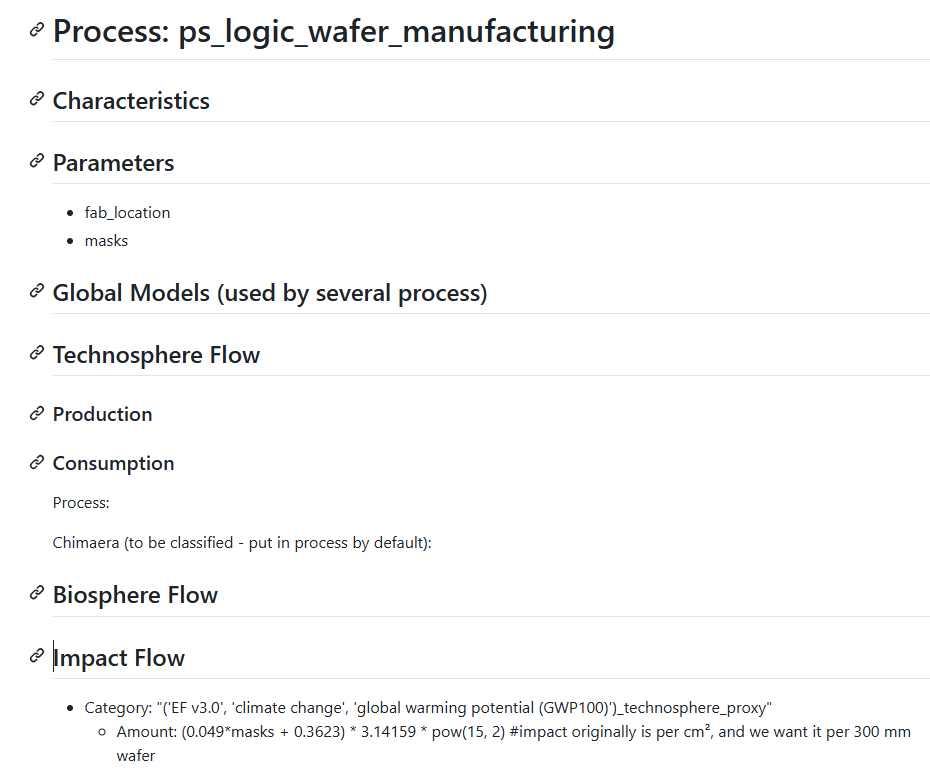 Process: ps_logic_wafer_manufacturing
Characteristics
Parameters
fab_location
masks
Global Models (used by several process)
Technosphere Flow
Production
Consumption
Process:
Chimaera (to be classified - put in process by default):
Biosphere Flow
Impact Flow
Category: "('EF v3.0', 'climate change', 'global warming potential (GWP100)')_technosphere_proxy"
Amount: (0.049*masks + 0.3623) * 3.14159 * pow(15, 2) #impact originally is per cm², and we want it per 300 mm
wafer